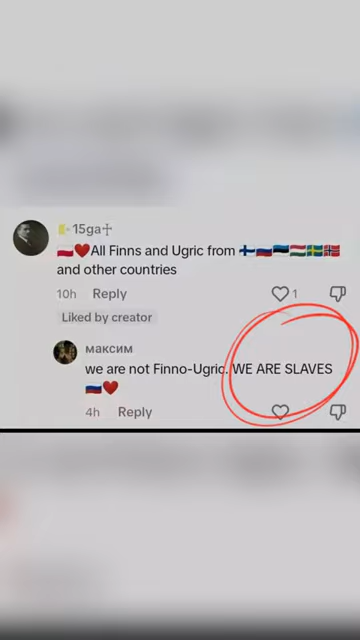 15ga☦
🇵🇱❤️All Finns and Ugric from 🇫🇮🇷🇺🇪🇪🇭🇺🇸🇪🇳🇴
and other countries
10h Reply 1
Liked by creator
максим
we are not Finno-Ugric. WE ARE SLAVES
🇷🇺❤️
4h Reply